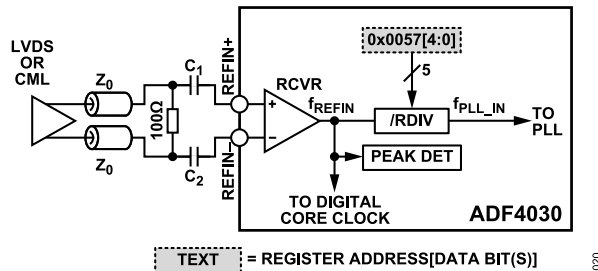 LVDS
OR
CML
Z0
Z0
100Ω
C1
C2
REFIN+
REFIN–
RCVR
+
–
fREFIN
0x0057[4:0]
5
/RDIV
fPLL_IN
TO
PLL
PEAK DET
TO DIGITAL
CORE CLOCK
ADF4030
TEXT = REGISTER ADDRESS[DATA BIT(S)]
020